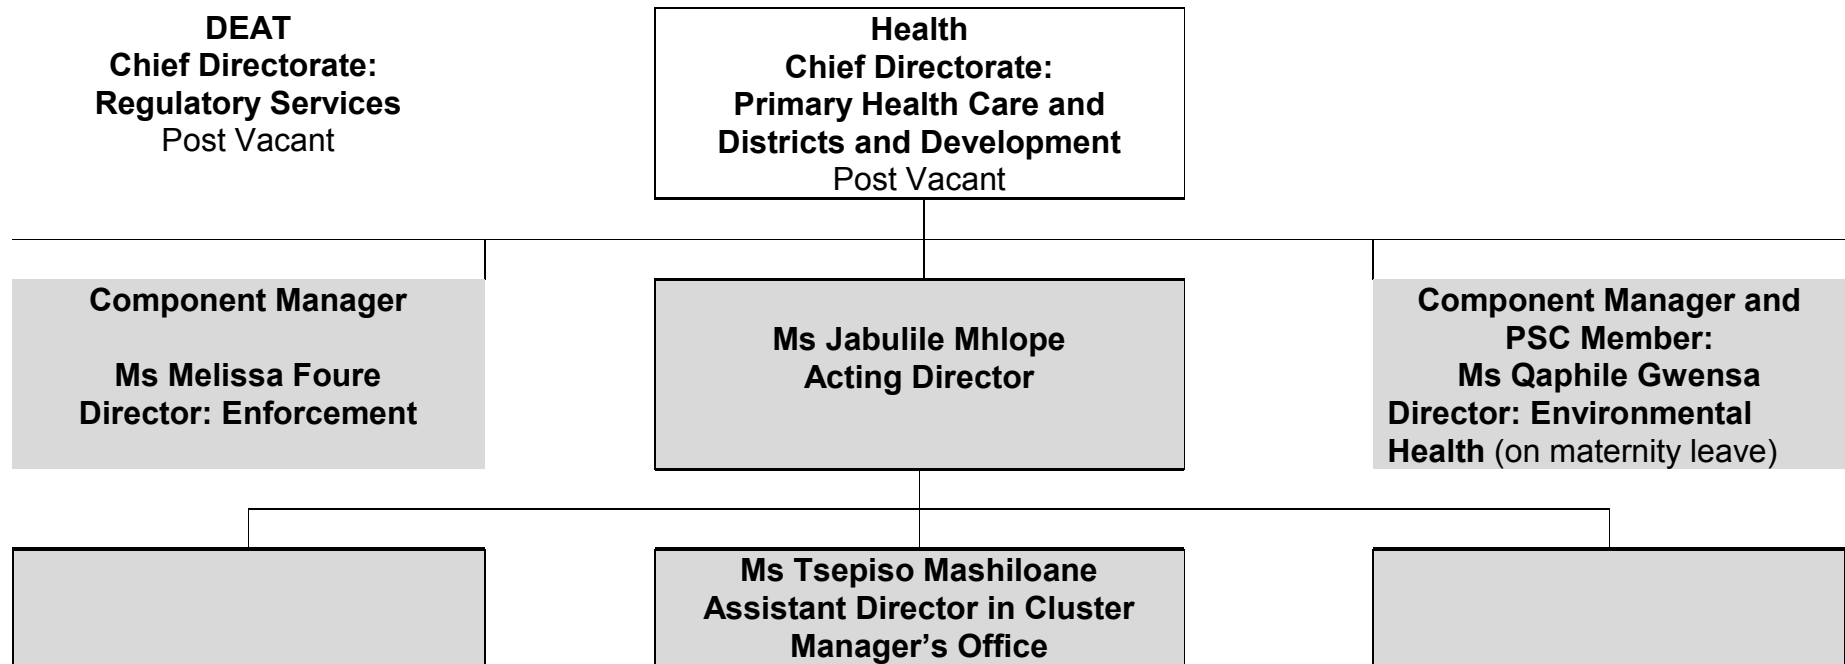 DEAT
Chief Directorate:
Regulatory Services
Post Vacant
Health
Chief Directorate:
Primary Health Care and
Districts and Development
Post Vacant
Component Manager
Ms Melissa Foure
Director: Enforcement
Ms Jabulile Mhlope
Acting Director
Component Manager and
PSC Member:
Ms Qaphile Gwensa
Director: Environmental
Health (on maternity leave)
Ms Tsepiso Mashiloane
Assistant Director in Cluster
Manager’s Office